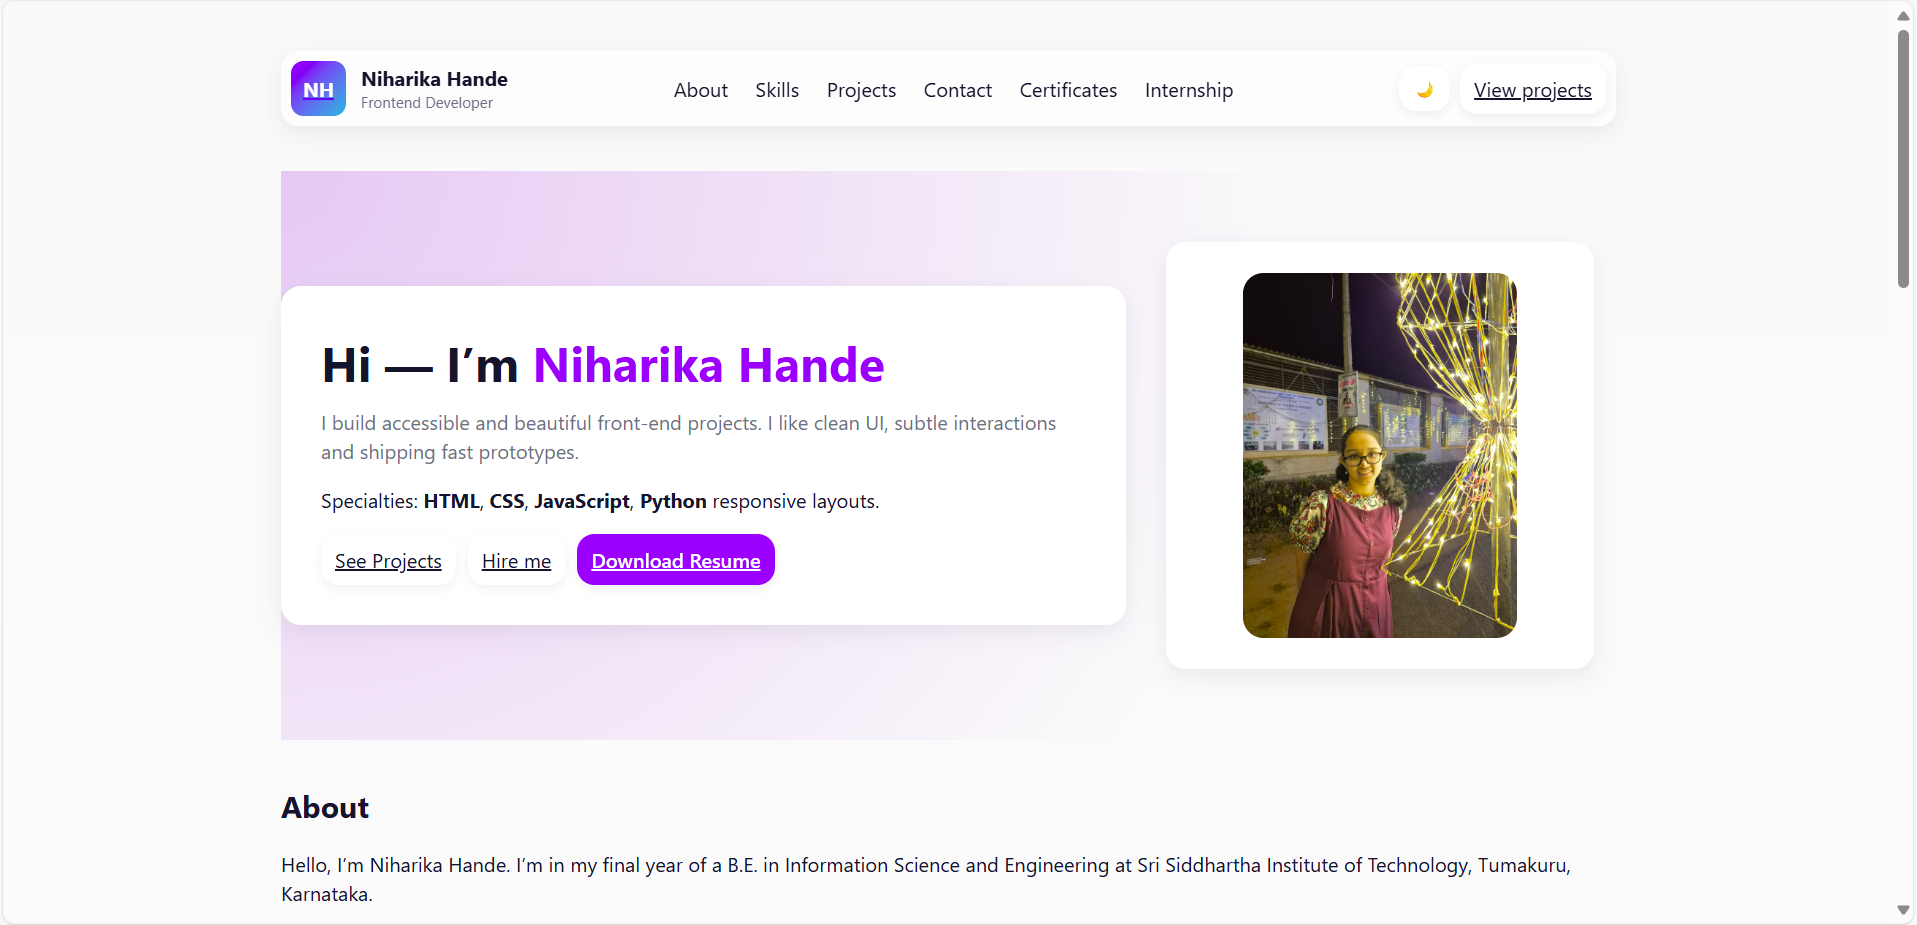 NH
Niharika Hande
Frontend Developer
About
Skills
Projects
Contact
Certificates
Internship
🌙
View projects
Hi — I’m Niharika Hande
I build accessible and beautiful front-end projects. I like clean UI, subtle interactions
and shipping fast prototypes.
Specialties: HTML, CSS, JavaScript, Python responsive layouts.
See Projects
Hire me
Download Resume
About
Hello, I’m Niharika Hande. I’m in my final year of a B.E. in Information Science and Engineering at Sri Siddhartha Institute of Technology, Tumakuru,
Karnataka.